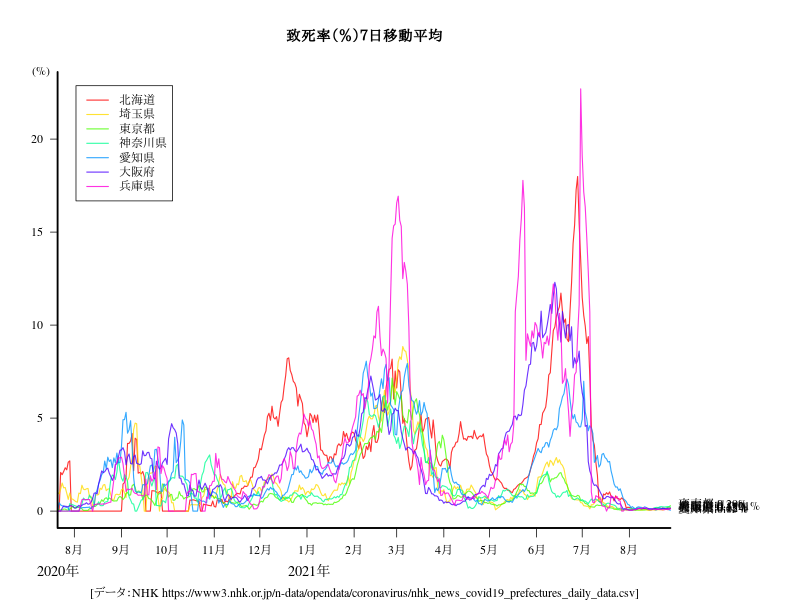 致死率(%)7日移動平均
(%)
北海道
埼玉県
東京都
神奈川県
愛知県
大阪府
兵庫県
20
15
10
5
0
8月 9月 10月 11月 12月 1月 2月 3月 4月 5月 6月 7月 8月
2020年 2021年
[データ:NHK https://www3.nhk.or.jp/n-data/opendata/coronavirus/nhk_news_covid19_prefectures_daily_data.csv]